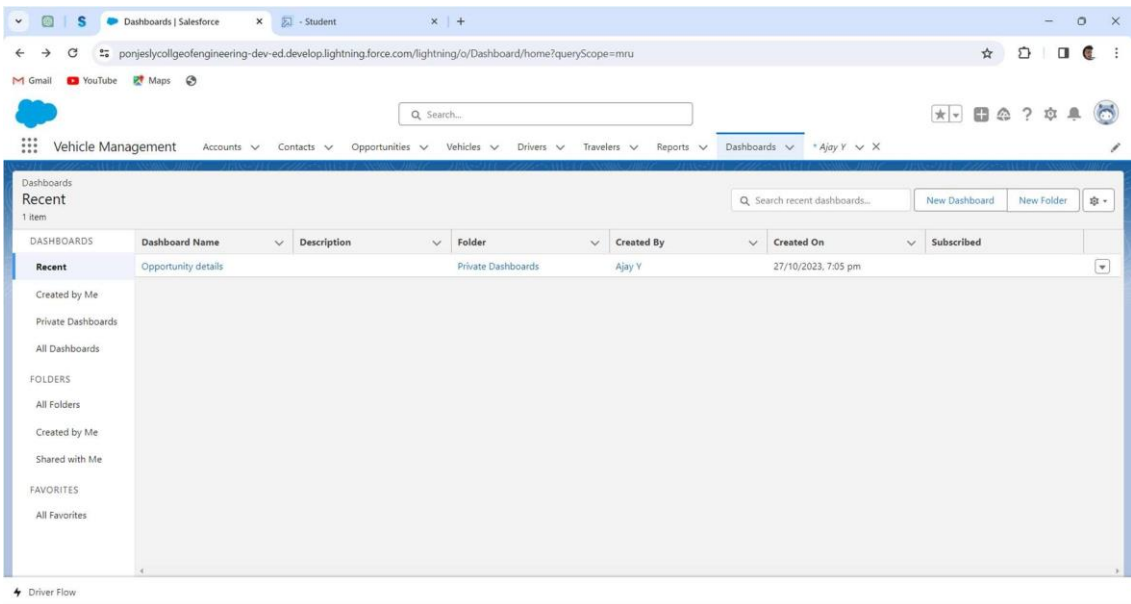 S Dashboards | Salesforce - Student
ponjeslycollgeofengineering-dev-ed.develop.lightning.force.com/lightning/o/Dashboard/home?queryScope=mru
Gmail YouTube Maps
Search...
Vehicle Management Accounts Contacts Opportunities Vehicles Drivers Travelers Reports Dashboards * Ajay Y
Dashboards
Recent
1 item
Search recent dashboards... New Dashboard New Folder
DASHBOARDS Dashboard Name Description Folder Created By Created On Subscribed
Recent Opportunity details Private Dashboards Ajay Y 27/10/2023, 7:05 pm
Created by Me
Private Dashboards
All Dashboards
FOLDERS
All Folders
Created by Me
Shared with Me
FAVORITES
All Favorites
Driver Flow